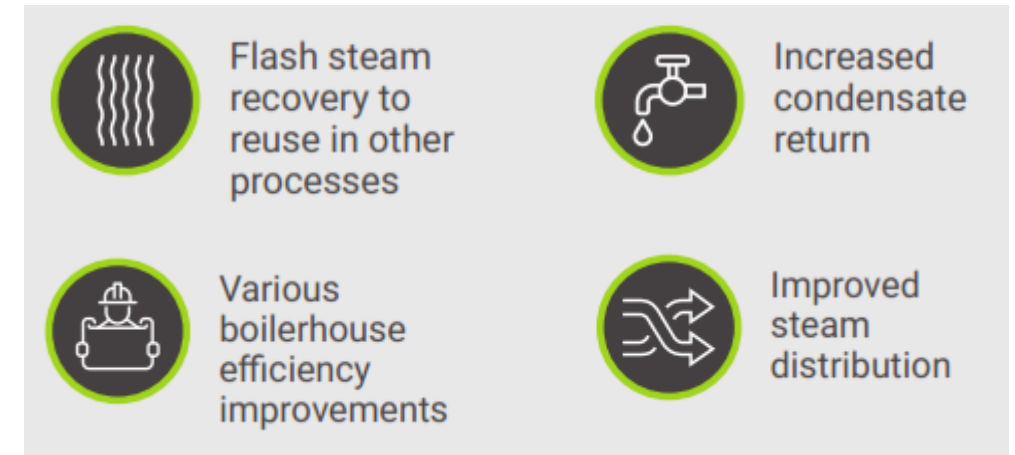 Flash steam
recovery to
reuse in other
processes
Increased
condensate
return
Various
boilerhouse
efficiency
improvements
Improved
steam
distribution